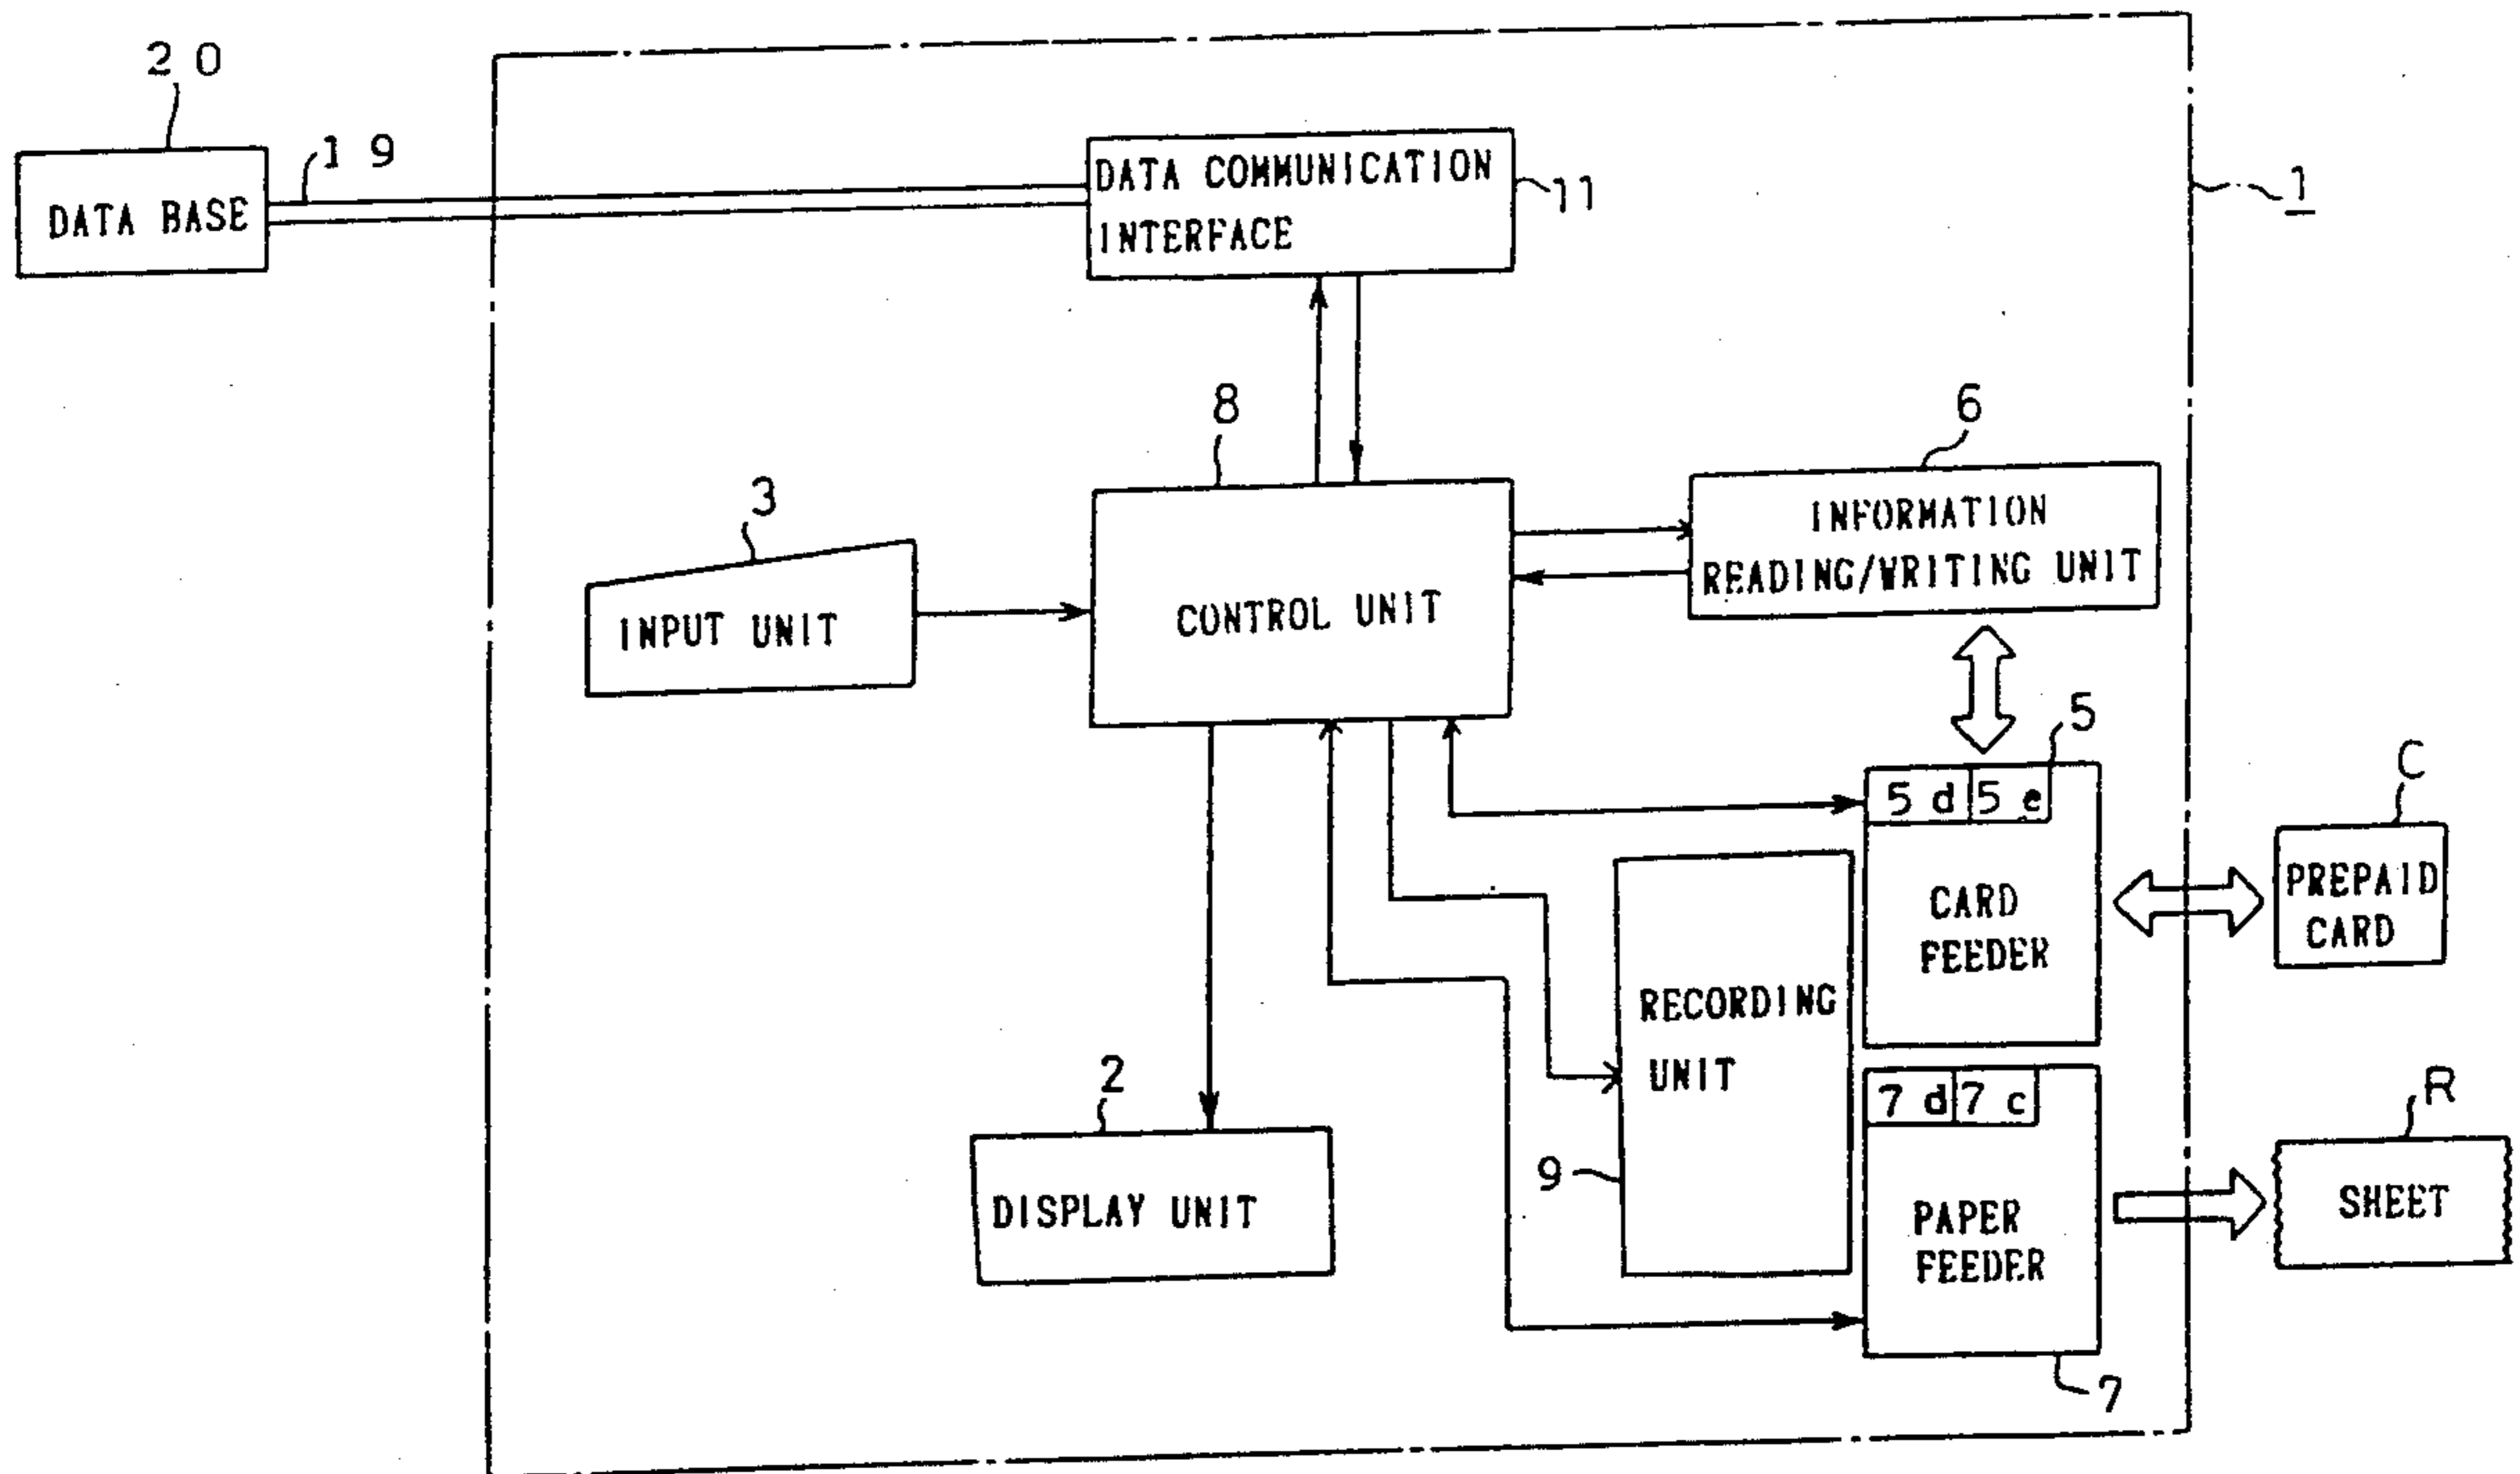 20
19
DATA BASE
DATA COMMUNICATION
INTERFACE
11
1
8
6
3
INFORMATION
READING/WRITING UNIT
INPUT UNIT
CONTROL UNIT
5
5d 5e
C
CARD
FEEDER
PREPAID
CARD
RECORDING
UNIT
2
7d 7c
R
9
DISPLAY UNIT
PAPER
FEEDER
SHEET
7